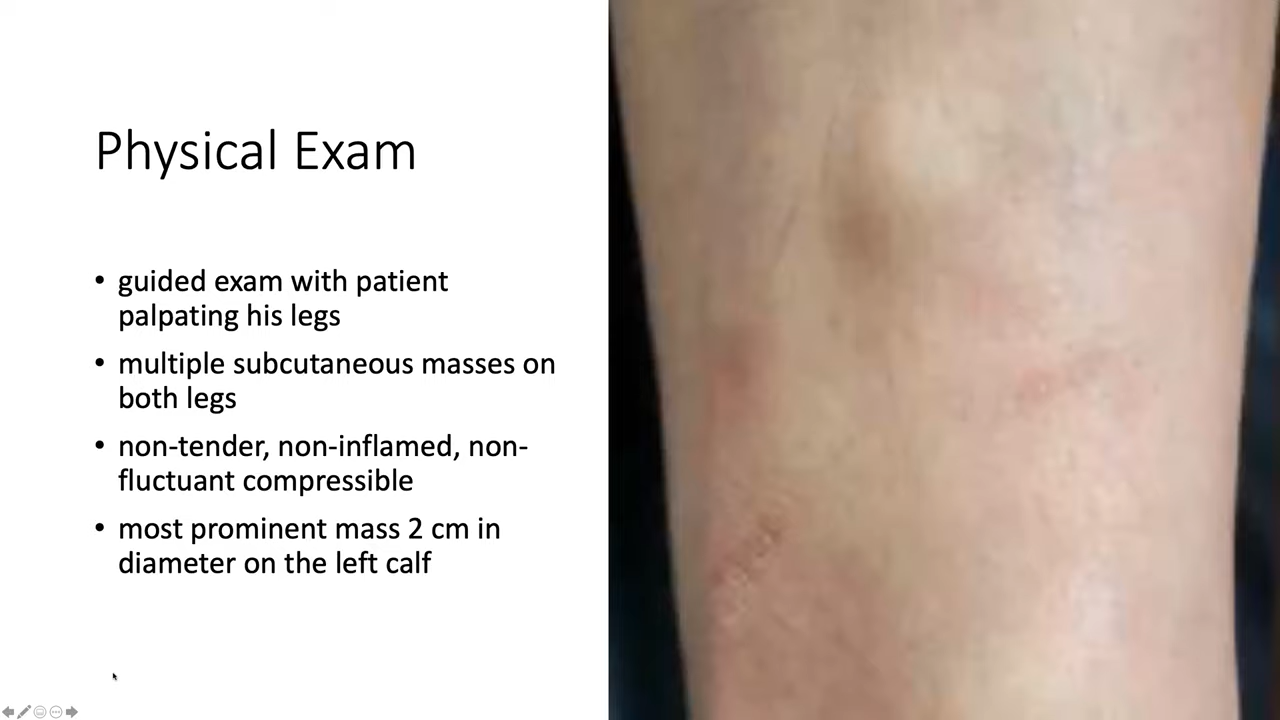 Physical Exam
• guided exam with patient
palpating his legs
• multiple subcutaneous masses on
both legs
• non-tender, non-inflamed, non-
fluctuant compressible
• most prominent mass 2 cm in
diameter on the left calf